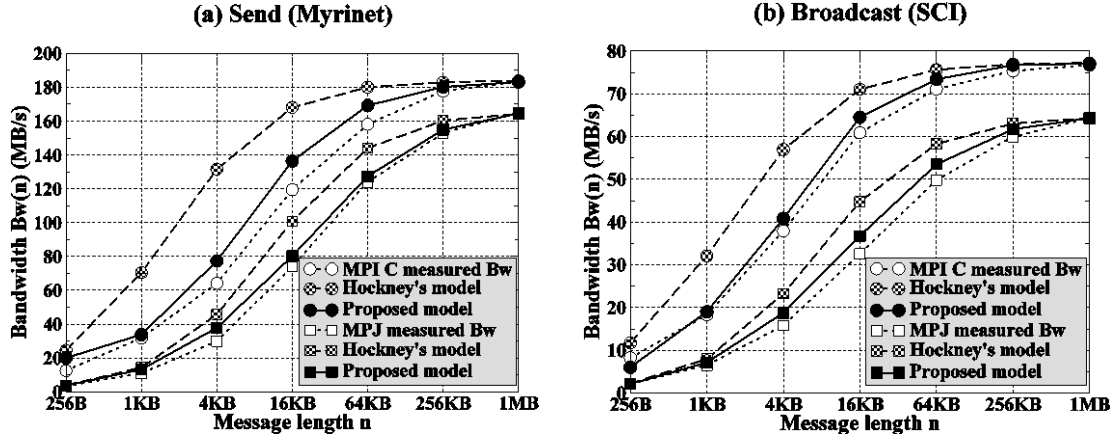 (a) Send (Myrinet)
Bandwidth Bw(n) (MB/s)
200
180
160
140
120
100
80
60
40
20
0
256B 1KB 4KB 16KB 64KB 256KB 1MB
Message length n
MPI C measured Bw
Hockney's model
Proposed model
MPJ measured Bw
Hockney's model
Proposed model
(b) Broadcast (SCI)
Bandwidth Bw(n) (MB/s)
80
70
60
50
40
30
20
10
0
256B 1KB 4KB 16KB 64KB 256KB 1MB
Message length n
MPI C measured Bw
Hockney's model
Proposed model
MPJ measured Bw
Hockney's model
Proposed model